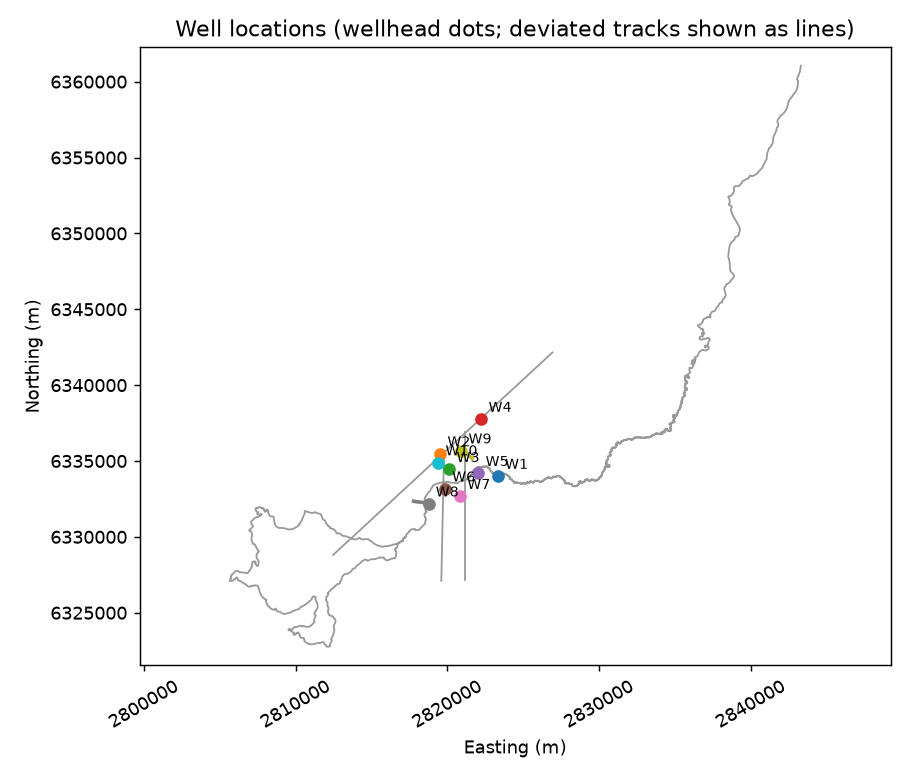 Well locations (wellhead dots; deviated tracks shown as lines)
Northing (m)
6360000
6355000
6350000
6345000
6340000
6335000
6330000
6325000
W4
W2
W9
W10
W3
W5
W1
W6
W7
W8
2800000
2810000
2820000
2830000
2840000
Easting (m)